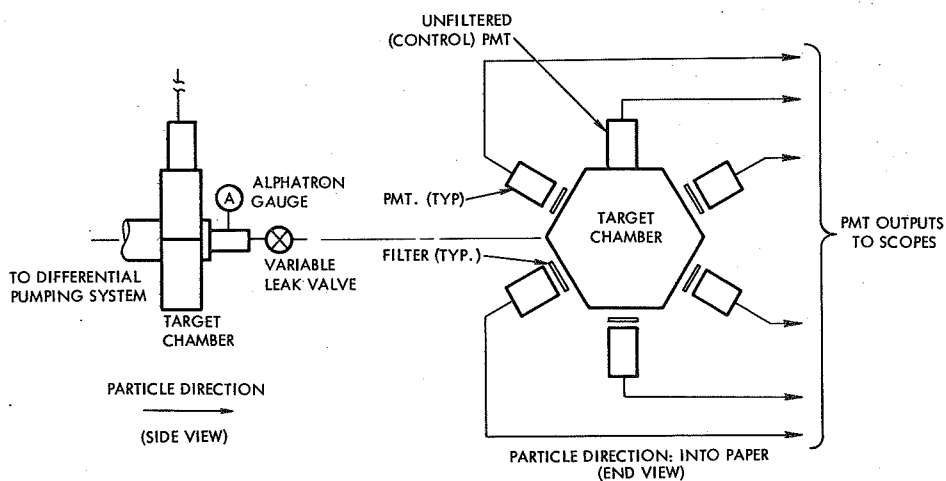 UNFILTERED
(CONTROL) PMT
ALPHATRON
GAUGE
A
PMT. (TYP)
TARGET
CHAMBER
PMT OUTPUTS
TO SCOPES
FILTER (TYP.)
VARIABLE
LEAK VALVE
TO DIFFERENTIAL
PUMPING SYSTEM
TARGET
CHAMBER
PARTICLE DIRECTION
(SIDE VIEW)
PARTICLE DIRECTION: INTO PAPER
(END VIEW)